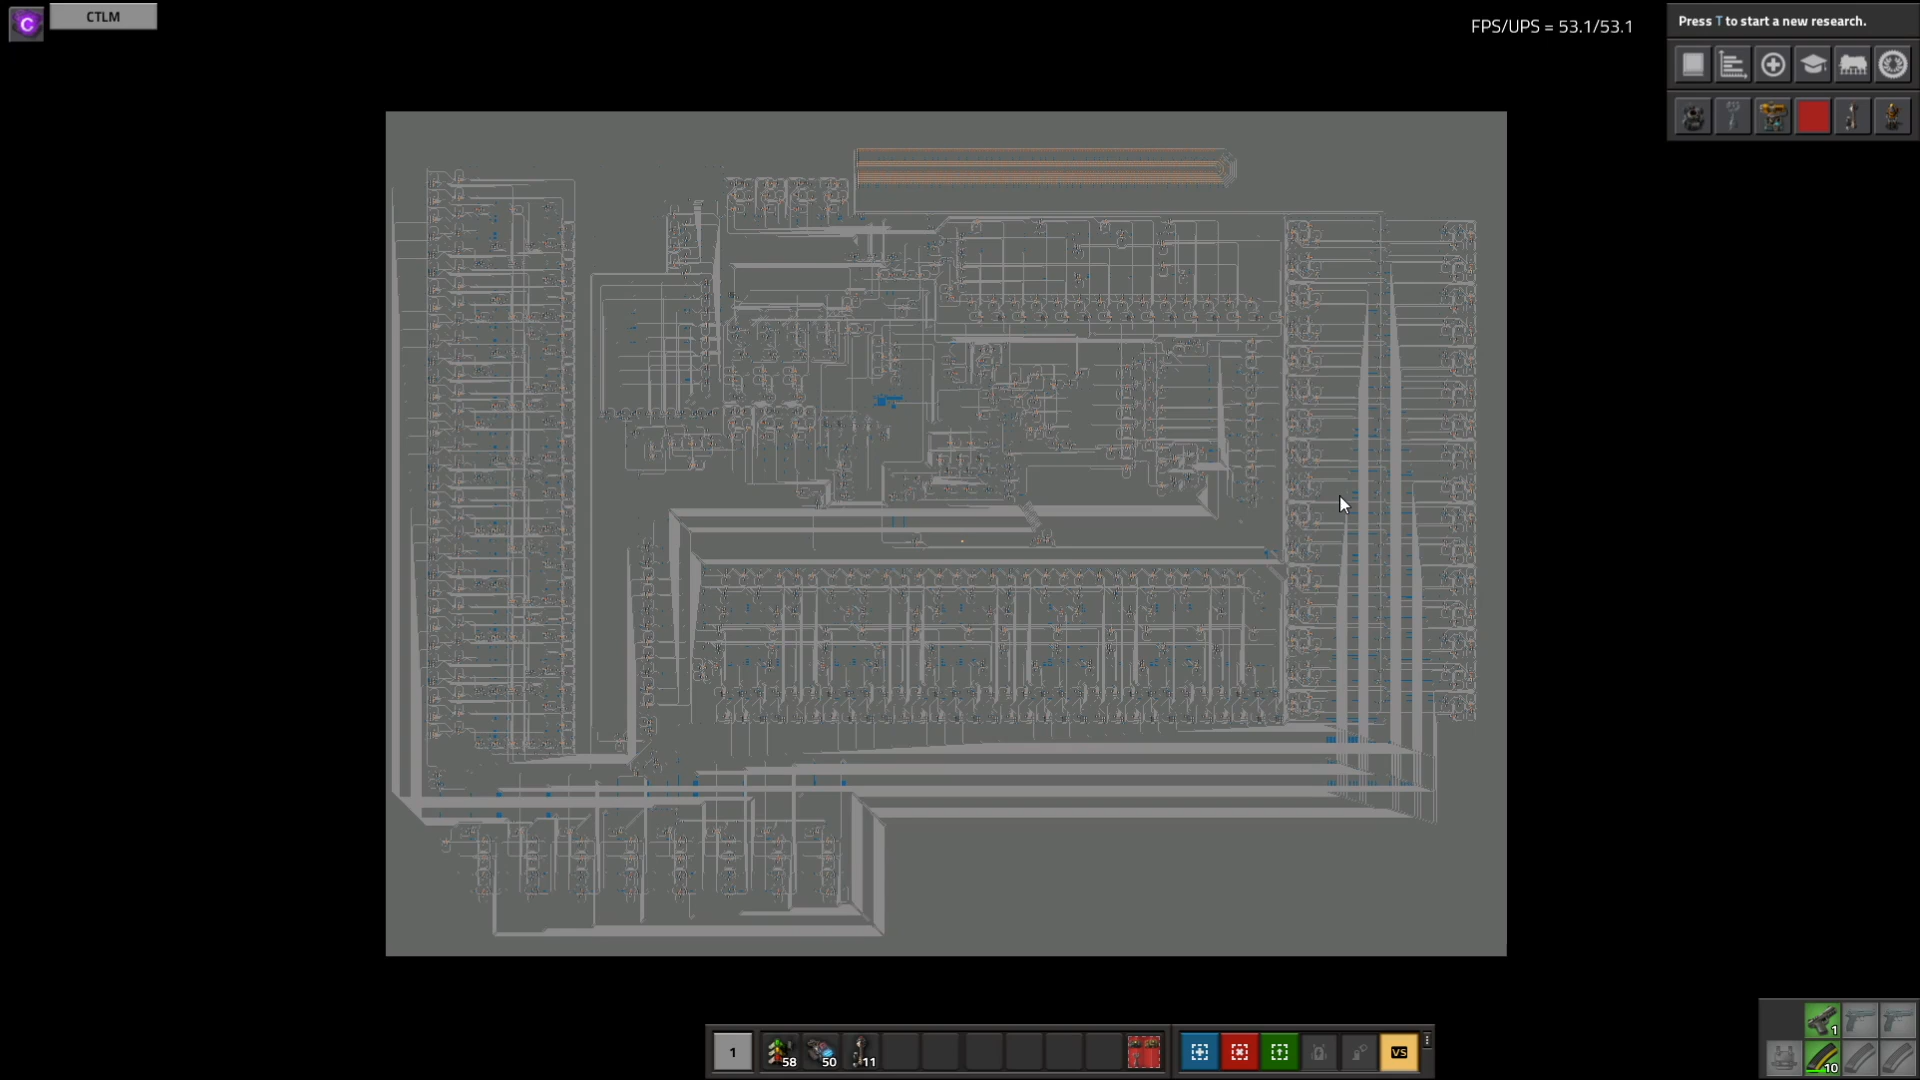 C
CTLM
FPS/UPS = 53.1/53.1
Press T to start a new research.
1
58
50
11
VS
1
10